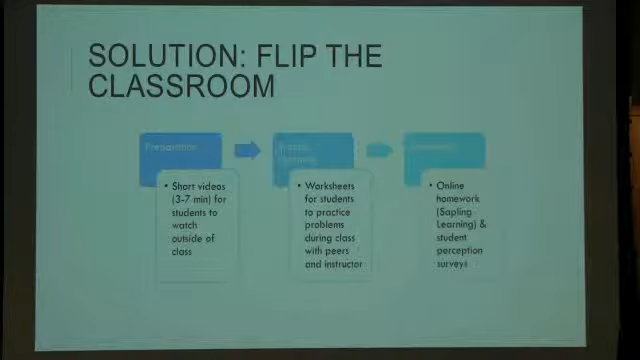 SOLUTION: FLIP THE
CLASSROOM
Preparation
• Short videos
(3-7 min) for
students to
watch
outside of
class
• Worksheets
for students
to practice
problems
during class
with peers
and instructor
• Online
homework
(Sapling
Learning) &
student
perception
surveys